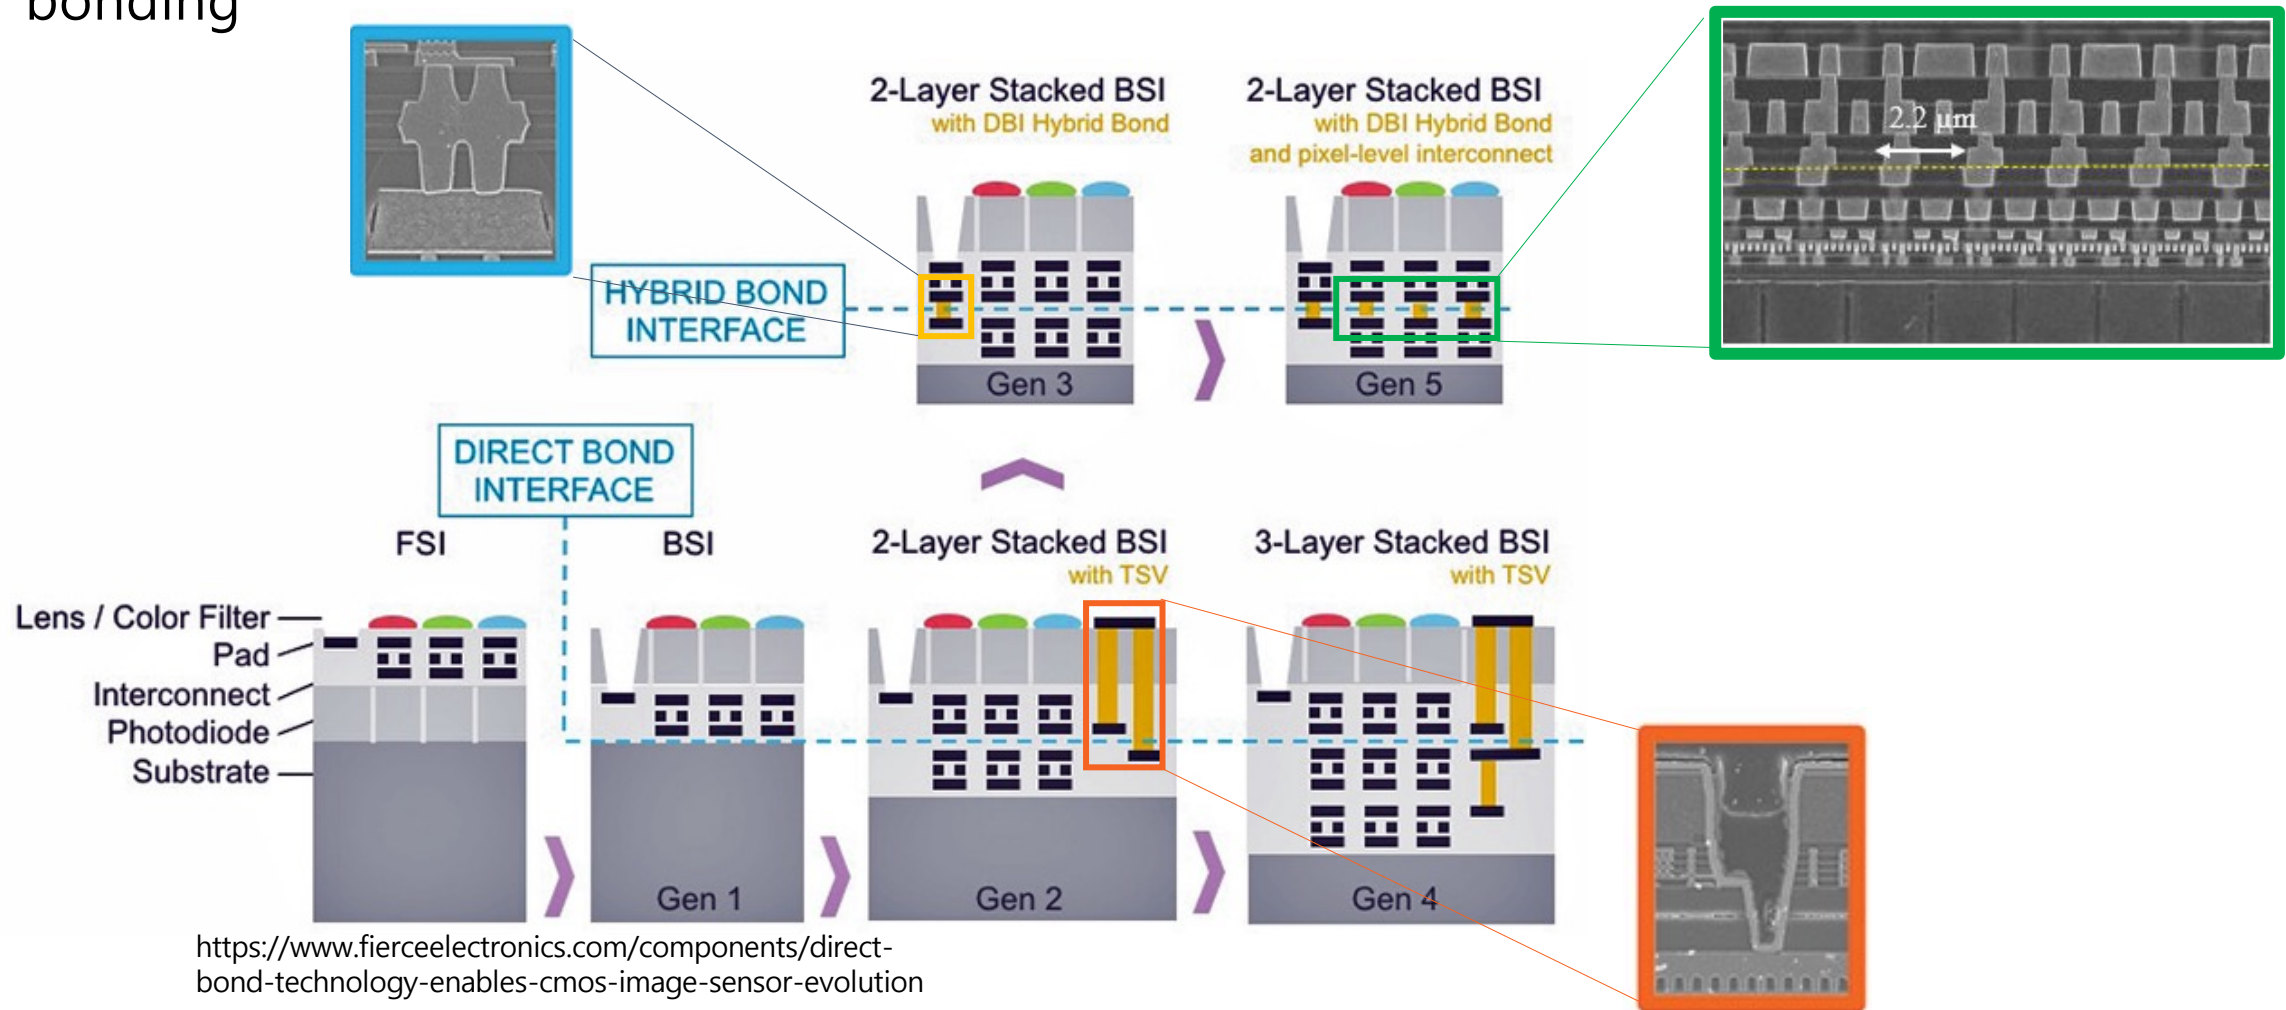 bonding
2-Layer Stacked BSI
with DBI Hybrid Bond
2-Layer Stacked BSI
with DBI Hybrid Bond
and pixel-level interconnect
2.2 µm
HYBRID BOND
INTERFACE
Gen 3
Gen 5
DIRECT BOND
INTERFACE
FSI
BSI
2-Layer Stacked BSI
with TSV
3-Layer Stacked BSI
with TSV
Lens / Color Filter
Pad
Interconnect
Photodiode
Substrate
Gen 1
Gen 2
Gen 4
https://www.fierceelectronics.com/components/direct-
bond-technology-enables-cmos-image-sensor-evolution